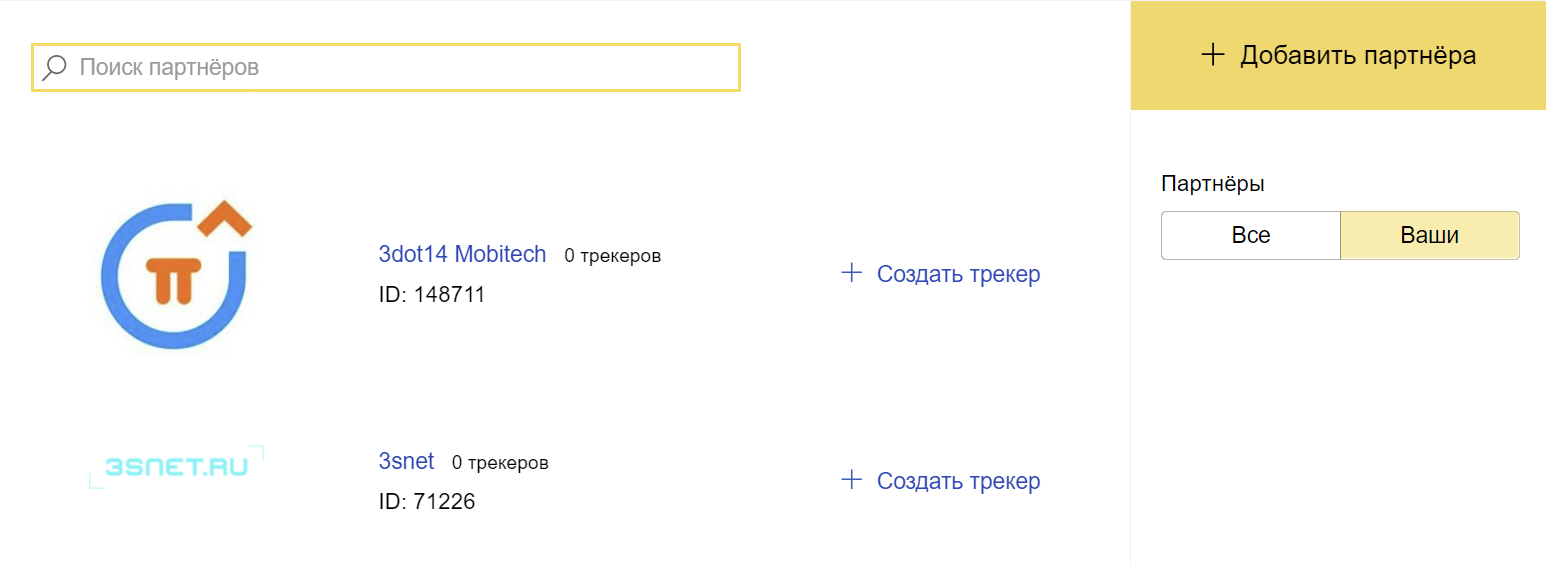 Поиск партнёров
+ Добавить партнёра
Партнёры
Все
Ваши
3dot14 Mobitech 0 трекеров
ID: 148711
+ Создать трекер
3SNET.RU
3snet 0 трекеров
ID: 71226
+ Создать трекер